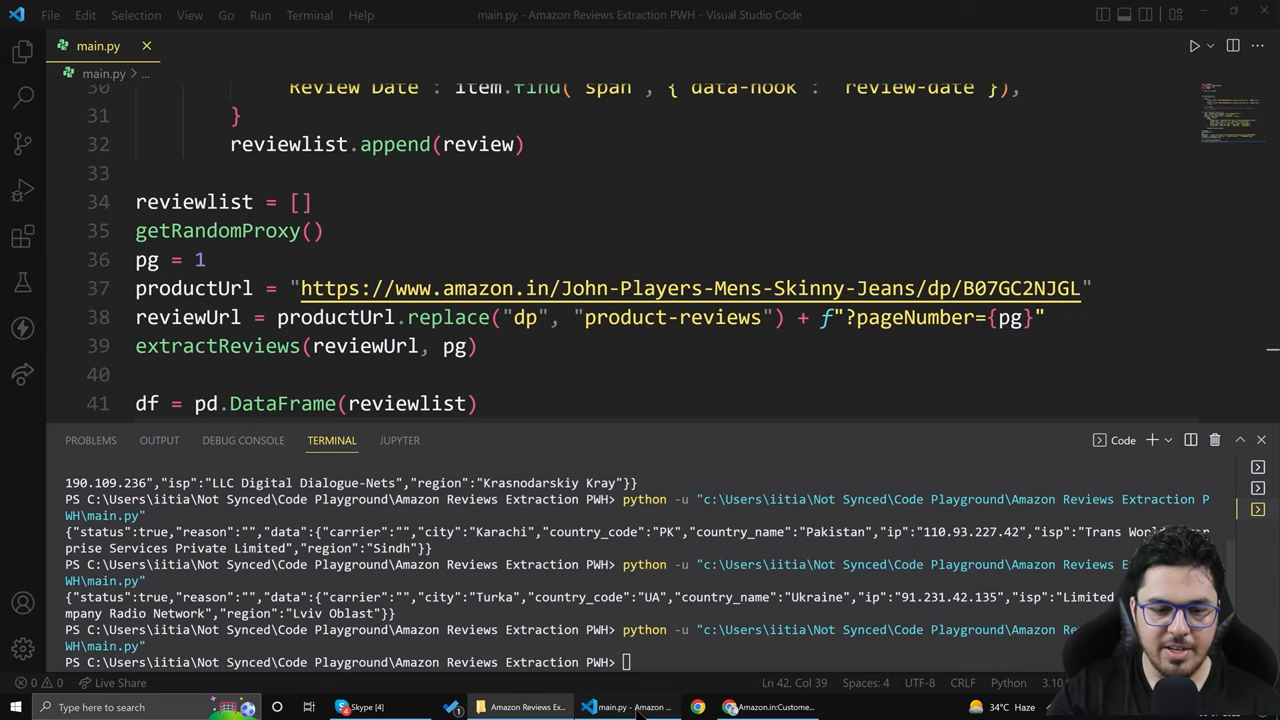 File Edit Selection View Go Run Terminal Help main.py - Amazon Reviews Extraction PWH - Visual Studio Code
main.py
main.py > ...
30 Review Date : item.find( span , { data-hook : review-date }),
31 }
32 reviewlist.append(review)
33
34 reviewlist = []
35 getRandomProxy()
36 pg = 1
37 productUrl = "https://www.amazon.in/John-Players-Mens-Skinny-Jeans/dp/B07GC2NJGL"
38 reviewUrl = productUrl.replace("dp", "product-reviews") + f"?pageNumber={pg}"
39 extractReviews(reviewUrl, pg)
40
41 df = pd.DataFrame(reviewlist)
PROBLEMS OUTPUT DEBUG CONSOLE TERMINAL JUPYTER Code
190.109.236","isp":"LLC Digital Dialogue-Nets","region":"Krasnodarskiy Kray"}}
PS C:\Users\iitia\Not Synced\Code Playground\Amazon Reviews Extraction PWH> python -u "c:\Users\iitia\Not Synced\Code Playground\Amazon Reviews Extraction P
WH\main.py"
{"status":true,"reason":"","data":{"carrier":"","city":"Karachi","country_code":"PK","country_name":"Pakistan","ip":"110.93.227.42","isp":"Trans World
prise Services Private Limited","region":"Sindh"}}
PS C:\Users\iitia\Not Synced\Code Playground\Amazon Reviews Extraction PWH> python -u "c:\Users\iitia\Not Synced\Code Playground\Amazon
WH\main.py"
{"status":true,"reason":"","data":{"carrier":"","city":"Turka","country_code":"UA","country_name":"Ukraine","ip":"91.231.42.135","isp":"Limited
mpany Radio Network","region":"Lviv Oblast"}}
PS C:\Users\iitia\Not Synced\Code Playground\Amazon Reviews Extraction PWH> python -u "c:\Users\iitia\Not Synced\Code Playground\Amazon
WH\main.py"
PS C:\Users\iitia\Not Synced\Code Playground\Amazon Reviews Extraction PWH>
0 0 Live Share Ln 42, Col 39 Spaces: 4 UTF-8 CRLF Python 3.10
Type here to search Skype [4] 1 Amazon Reviews Ex... main.py - Amazon ... Amazon.in:Custome... 34°C Haze